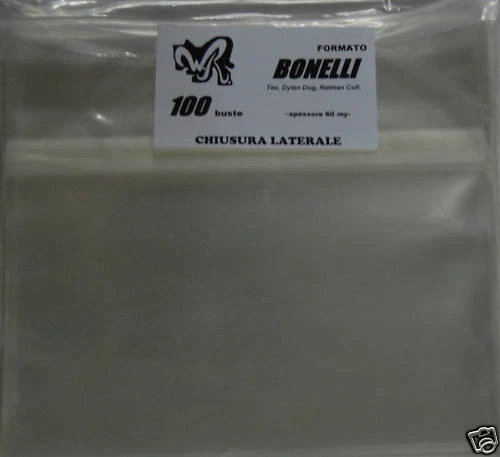 FORMATO
BONELLI
Tex, Dylan Dog, Ratman Coll.
100 buste
-spessore 60 my-
CHIUSURA LATERALE